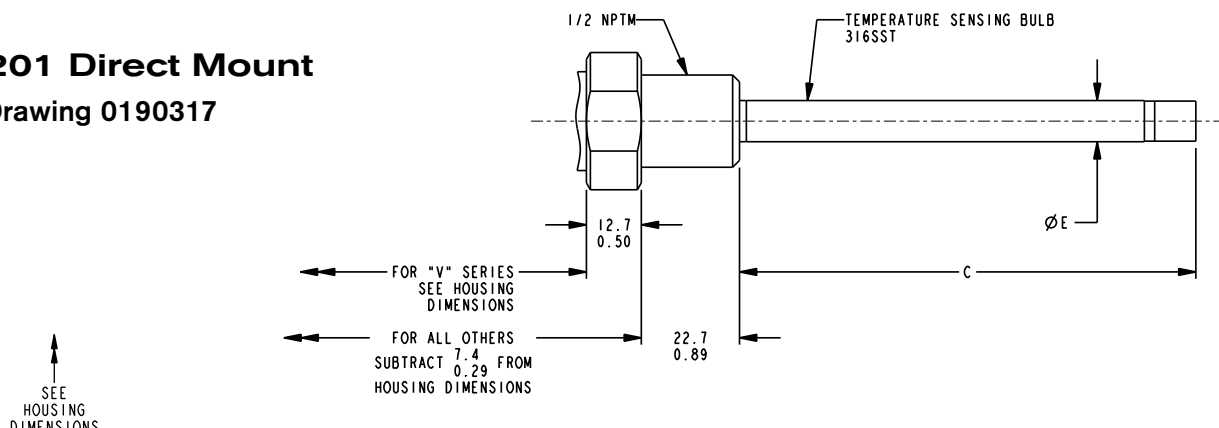 201 Direct Mount
Drawing 0190317
1/2 NPTM
TEMPERATURE SENSING BULB
316SST
12.7
0.50
ØE
FOR "V" SERIES
SEE HOUSING
DIMENSIONS
C
FOR ALL OTHERS
SUBTRACT 7.4 FROM
0.29
HOUSING DIMENSIONS
22.7
0.89
SEE
HOUSING
DIMENSIONS